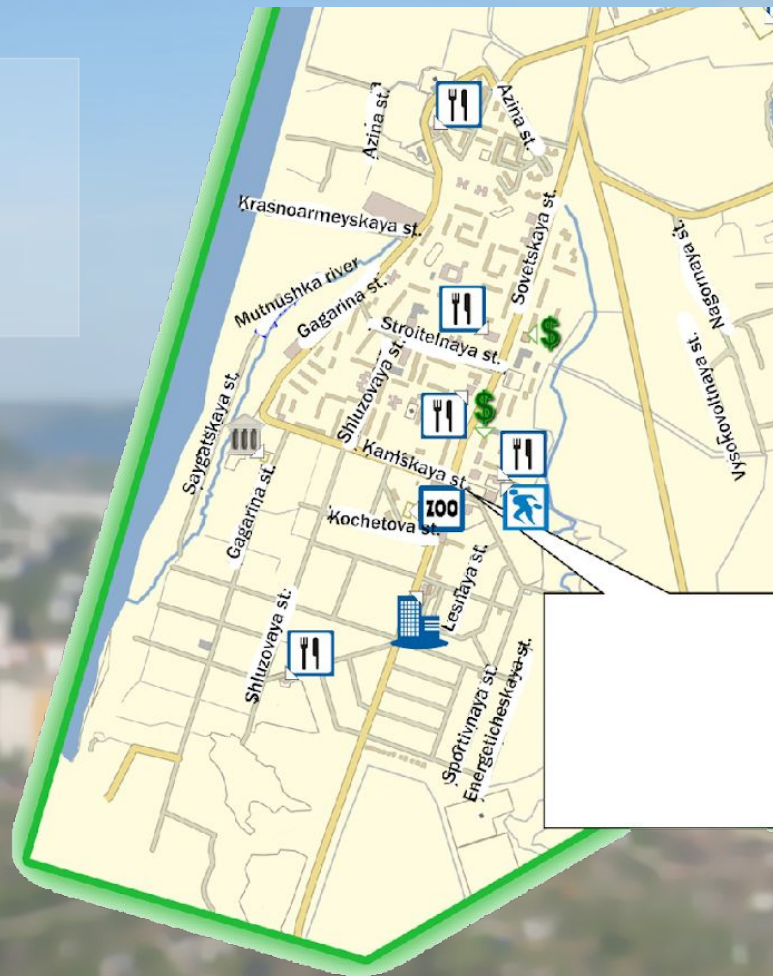 Azina st.
Azina st.
Krasnoarmeyskaya st.
Sovetskaya st.
Nagornaya st.
Mutnushka river
Gagarina st.
$
Stroitelnaya st.
Shluzovaya st.
Vysokovoltnaya st.
Saygatskaya st.
$
Kamskaya st.
Gagarina st.
ZOO
Kochetova st.
Lesnaya st.
Shluzovaya st.
Sportivnaya st.
Energeticheskaya st.